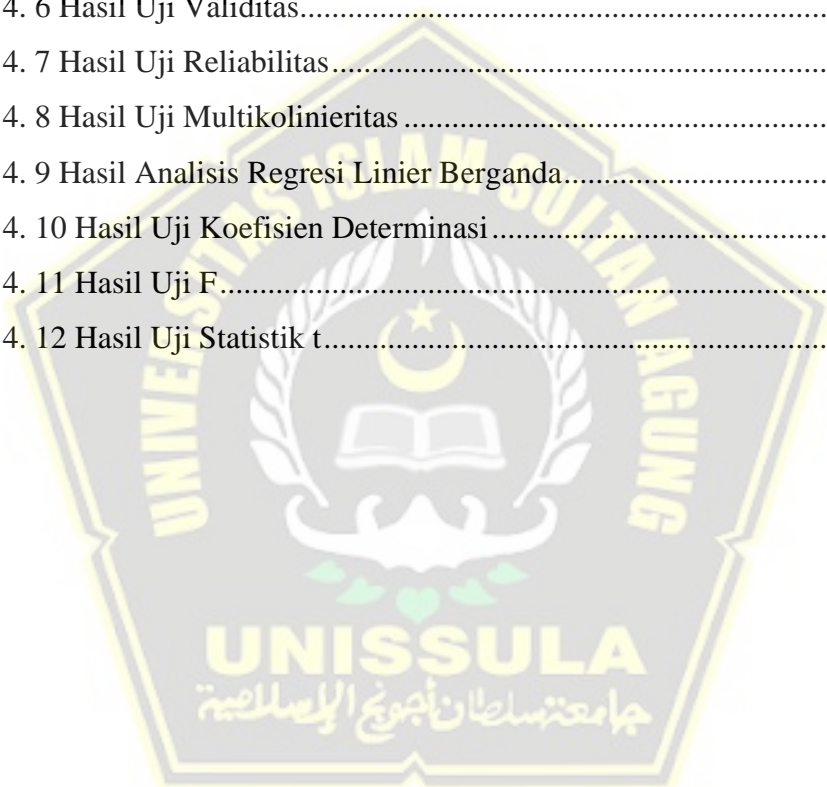 4. 6 Hasil Uji Validitas..................................................................
4. 7 Hasil Uji Reliabilitas..............................................................
4. 8 Hasil Uji Multikolinieritas.....................................................
4. 9 Hasil Analisis Regresi Linier Berganda.................................
4. 10 Hasil Uji Koefisien Determinasi..........................................
4. 11 Hasil Uji F...........................................................................
4. 12 Hasil Uji Statistik t..............................................................
UNIVERSITAS ISLAM SULTAN AGUNG
UNISSULA
جامعتسلطان أجونج الإسلامية